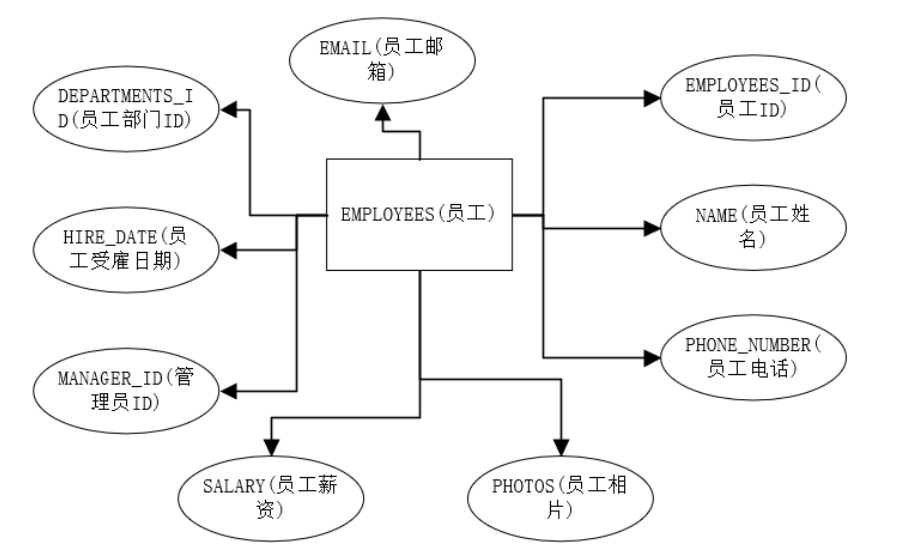 EMAIL(员工邮
箱)
DEPARTMENTS_I
D(员工部门ID)
EMPLOYEES_ID(
员工ID)
EMPLOYEES(员工)
NAME(员工姓
名)
HIRE_DATE(员
工受雇日期)
PHONE_NUMBER(
员工电话)
MANAGER_ID(管
理员ID)
SALARY(员工薪
资)
PHOTOS(员工相
片)